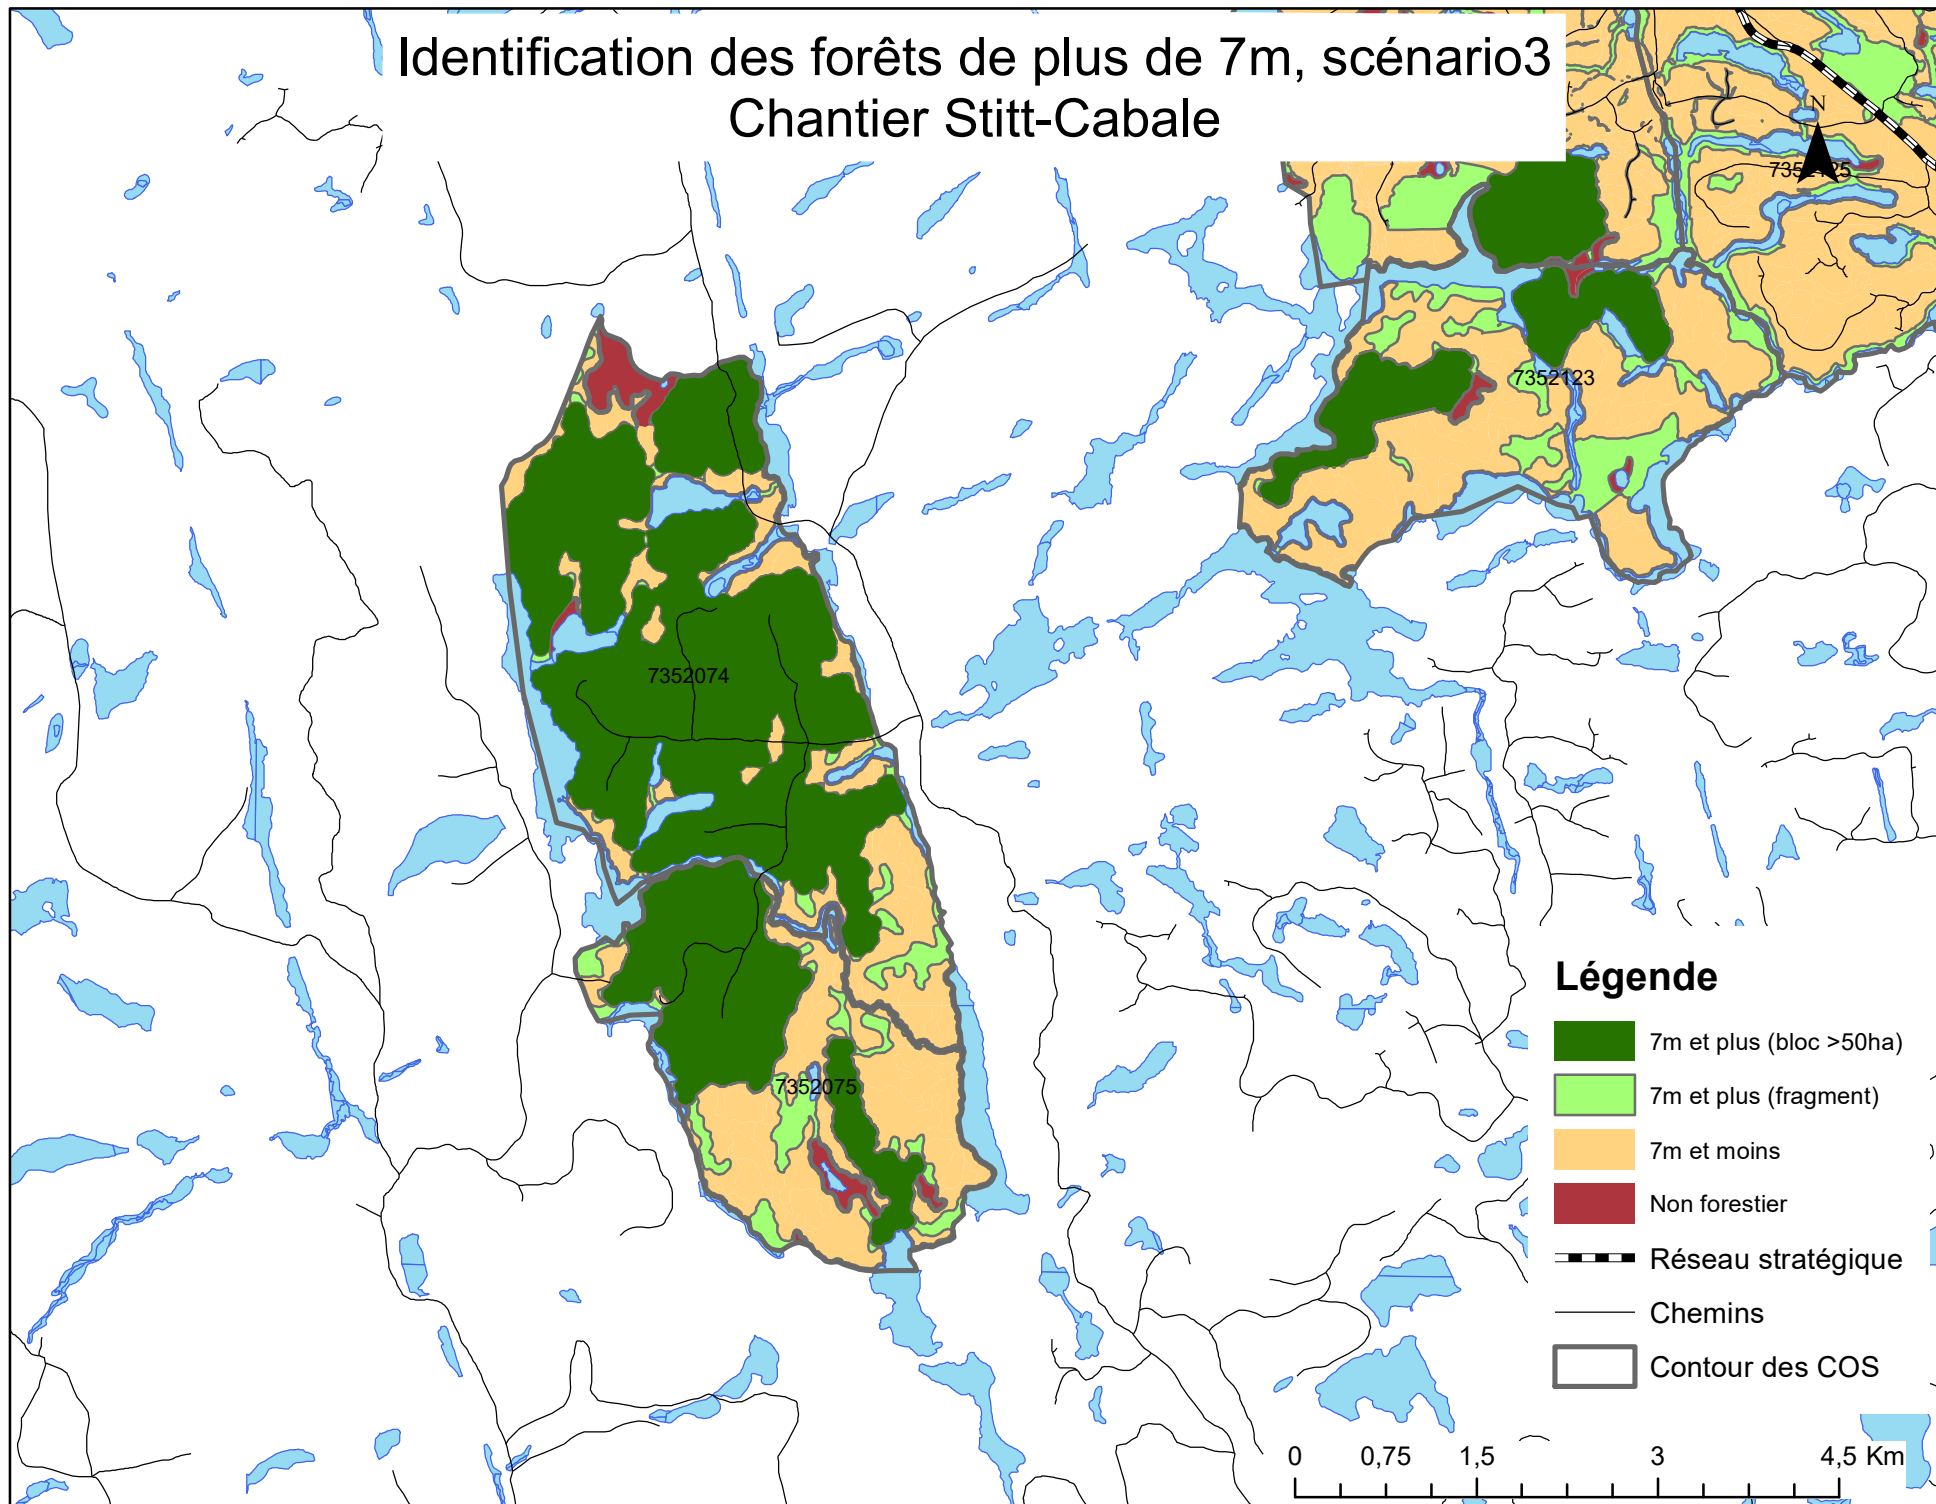 Identification des forêts de plus de 7m, scénario3
Chantier Stitt-Cabale
N
7352125
7352123
7352074
7352075
Légende
7m et plus (bloc >50ha)
7m et plus (fragment)
7m et moins
Non forestier
Réseau stratégique
Chemins
Contour des COS
0 0,75 1,5 3 4,5 Km